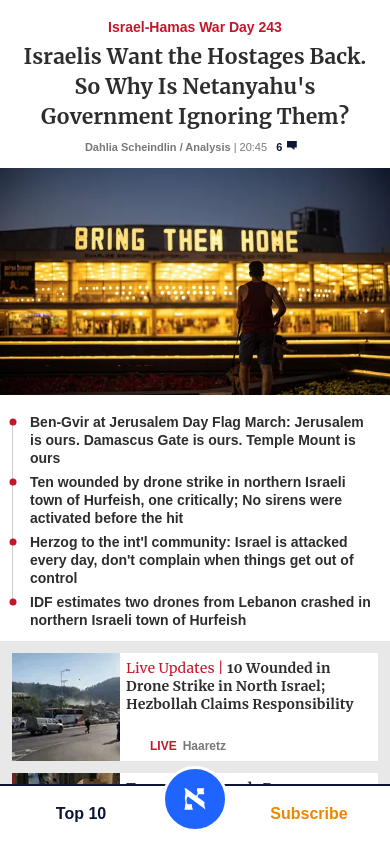 Israel-Hamas War Day 243
Israelis Want the Hostages Back.
So Why Is Netanyahu's
Government Ignoring Them?
Dahlia Scheindlin / Analysis | 20:45 6
BRING THEM HOME
Ben-Gvir at Jerusalem Day Flag March: Jerusalem
is ours. Damascus Gate is ours. Temple Mount is
ours
Ten wounded by drone strike in northern Israeli
town of Hurfeish, one critically; No sirens were
activated before the hit
Herzog to the int'l community: Israel is attacked
every day, don't complain when things get out of
control
IDF estimates two drones from Lebanon crashed in
northern Israeli town of Hurfeish
Live Updates | 10 Wounded in
Drone Strike in North Israel;
Hezbollah Claims Responsibility
LIVE Haaretz
Top 10
Subscribe